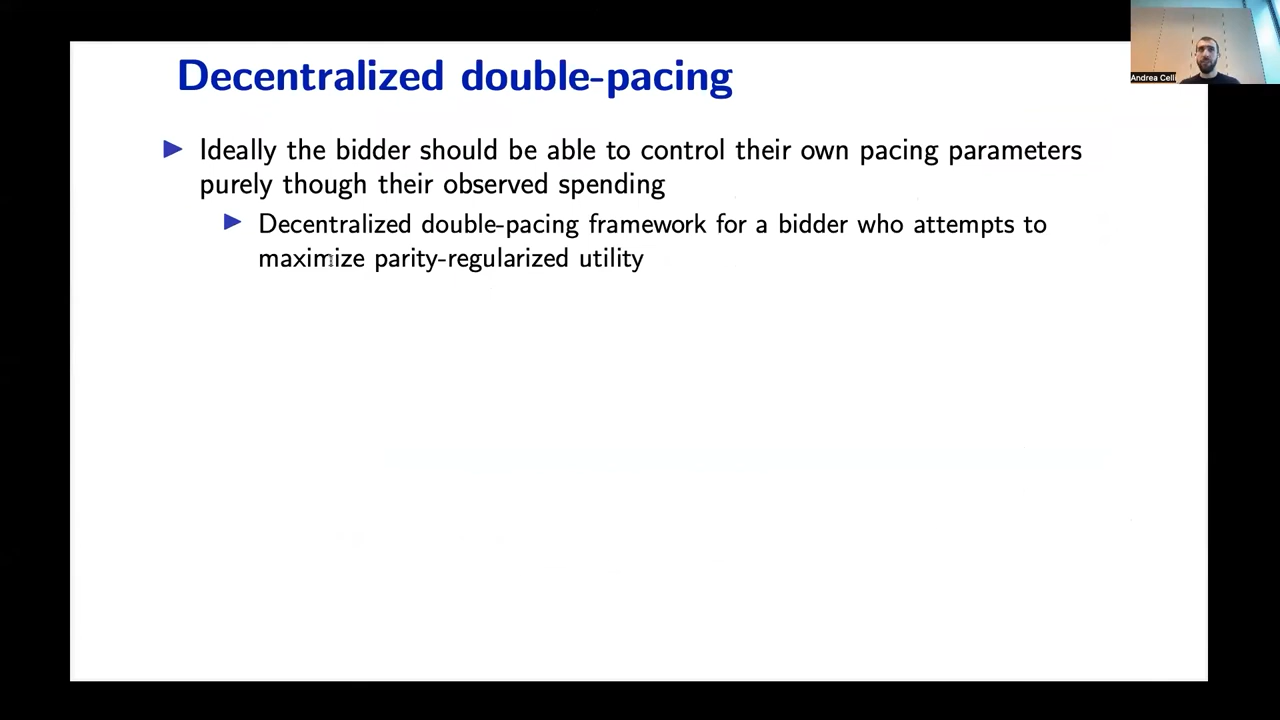 Decentralized double-pacing
Andrea Celli
Ideally the bidder should be able to control their own pacing parameters
purely though their observed spending
Decentralized double-pacing framework for a bidder who attempts to
maximize parity-regularized utility